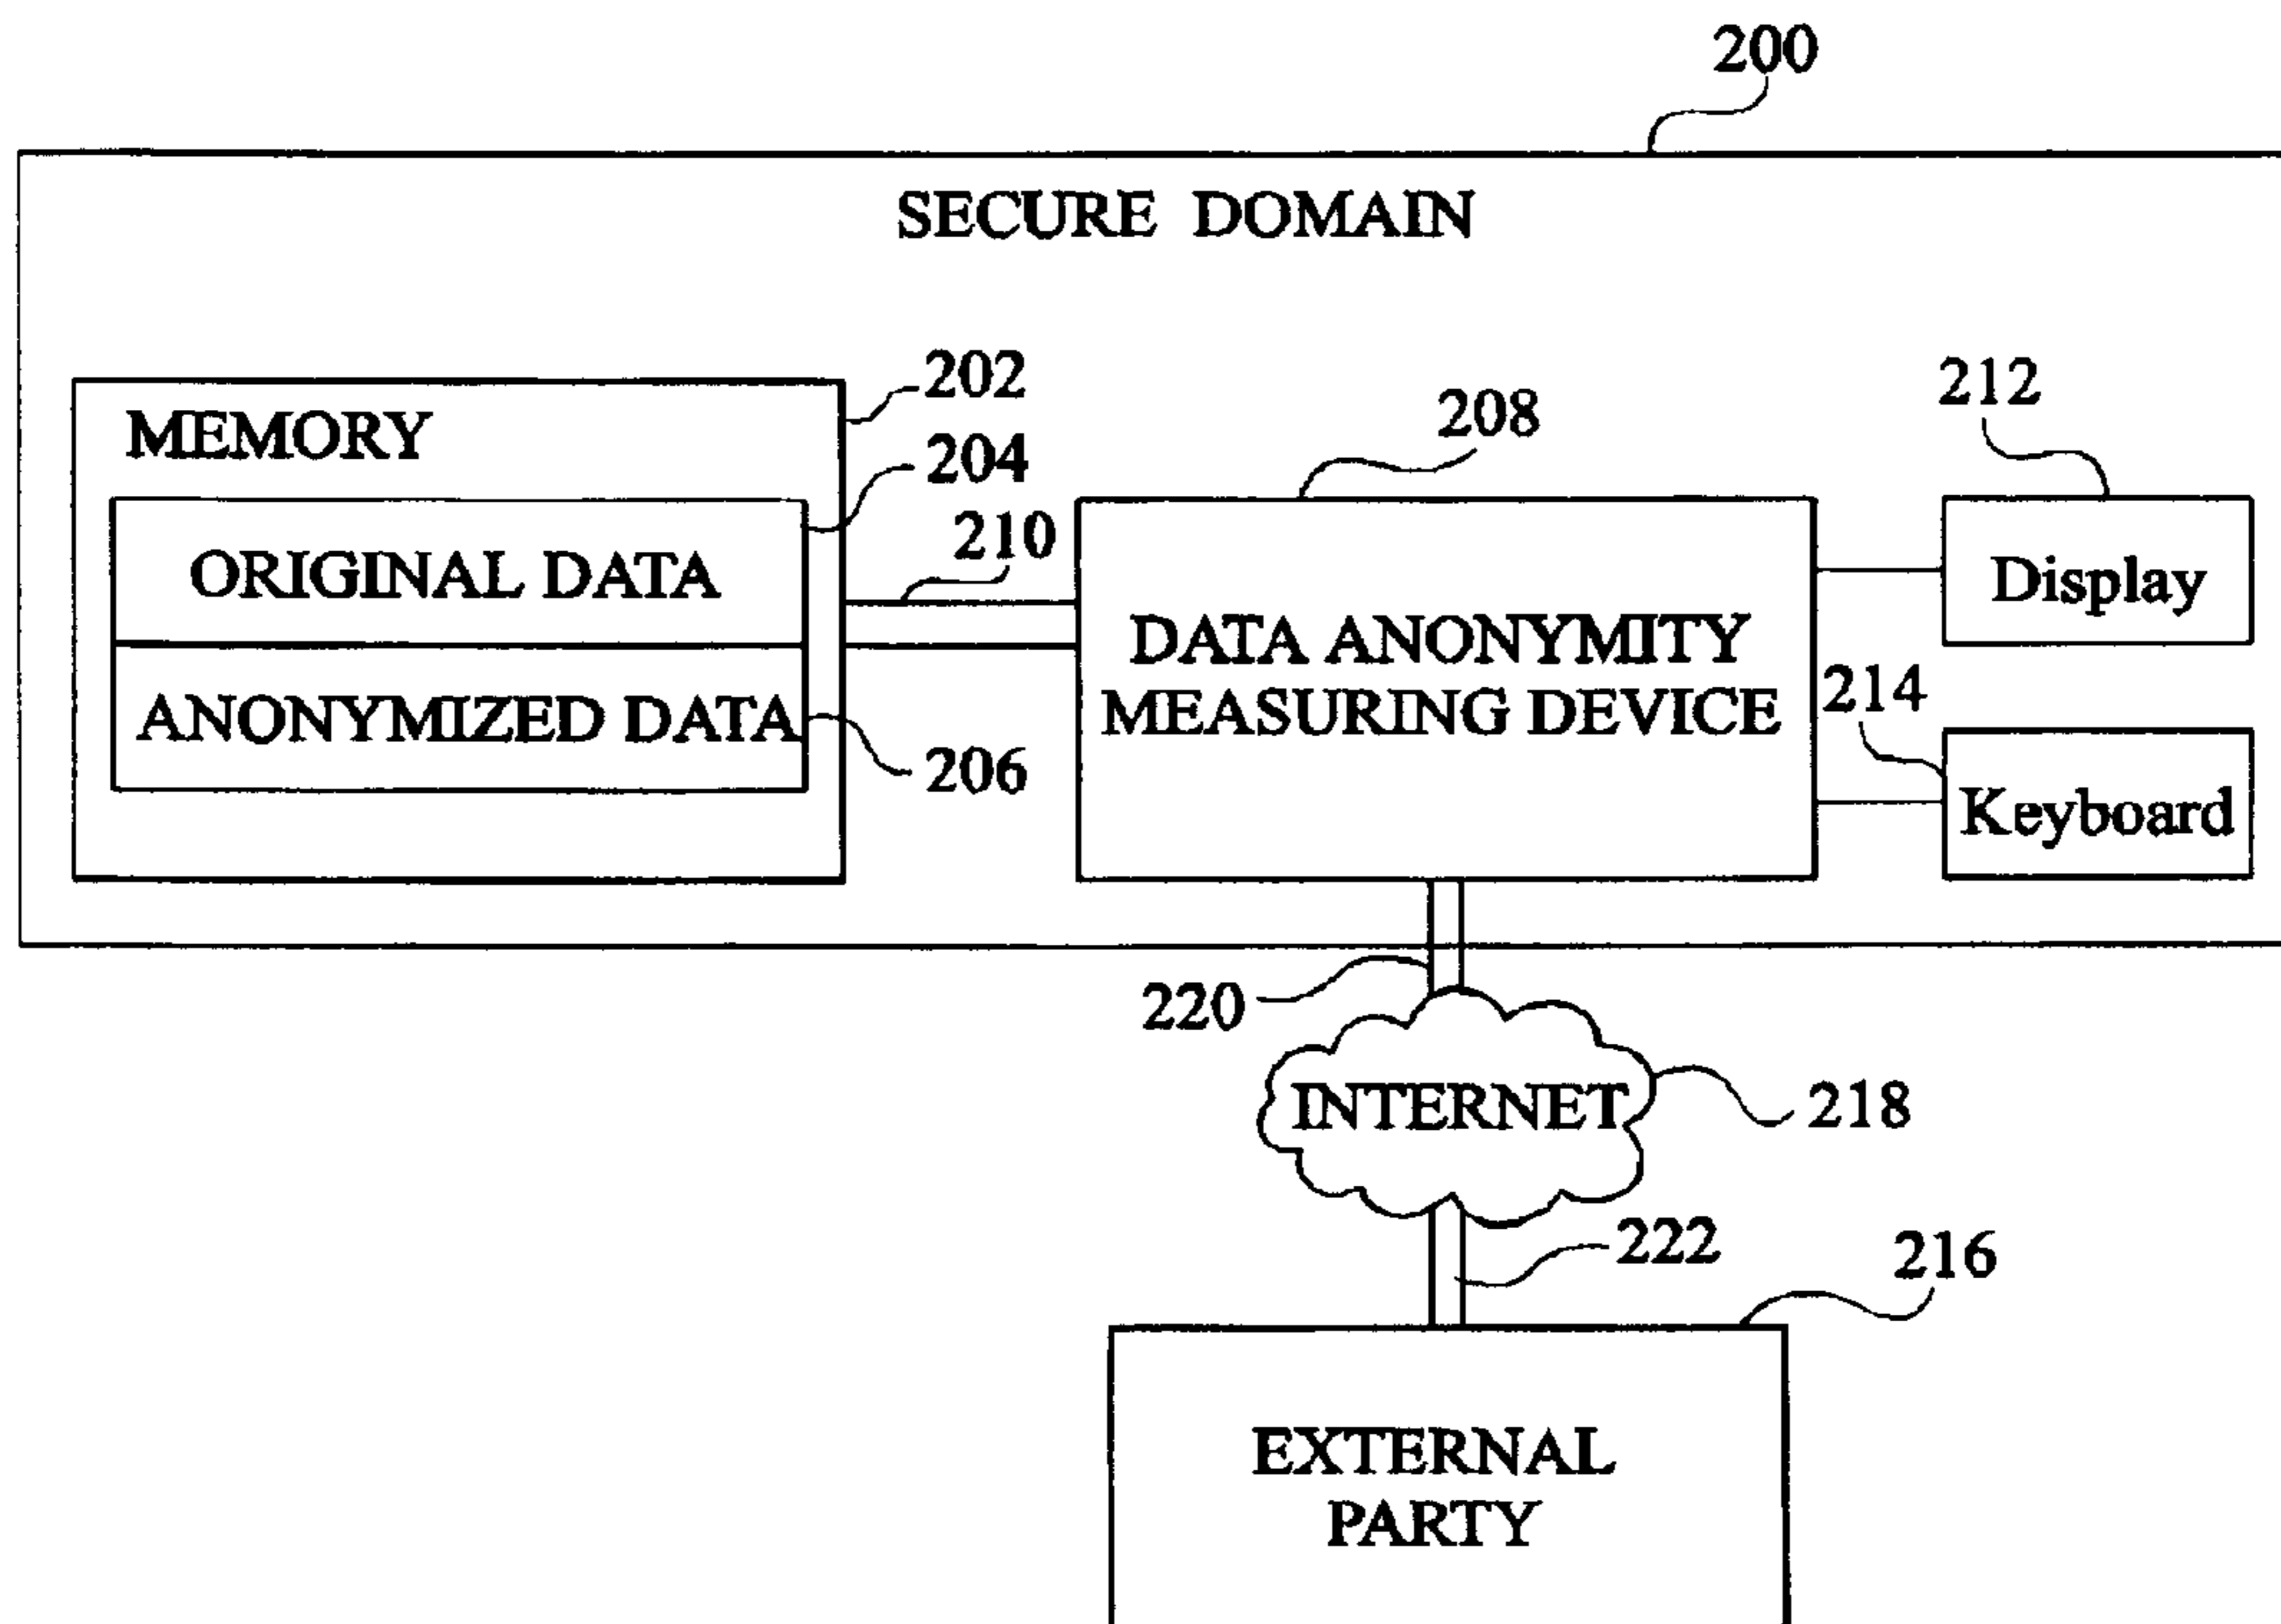 200
SECURE DOMAIN
202
MEMORY
204
ORIGINAL DATA
ANONYMIZED DATA
206
210
208
DATA ANONYMITY
MEASURING DEVICE
212
Display
214
Keyboard
220
INTERNET
218
222
216
EXTERNAL
PARTY